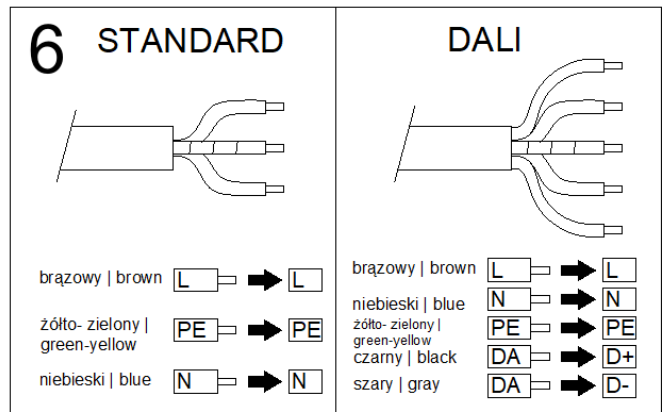 6 STANDARD
brązowy | brown L L
żółto- zielony |
green-yellow PE PE
niebieski | blue N N
DALI
brązowy | brown L L
niebieski | blue N N
żółto- zielony |
green-yellow PE PE
czarny | black DA D+
szary | gray DA D-